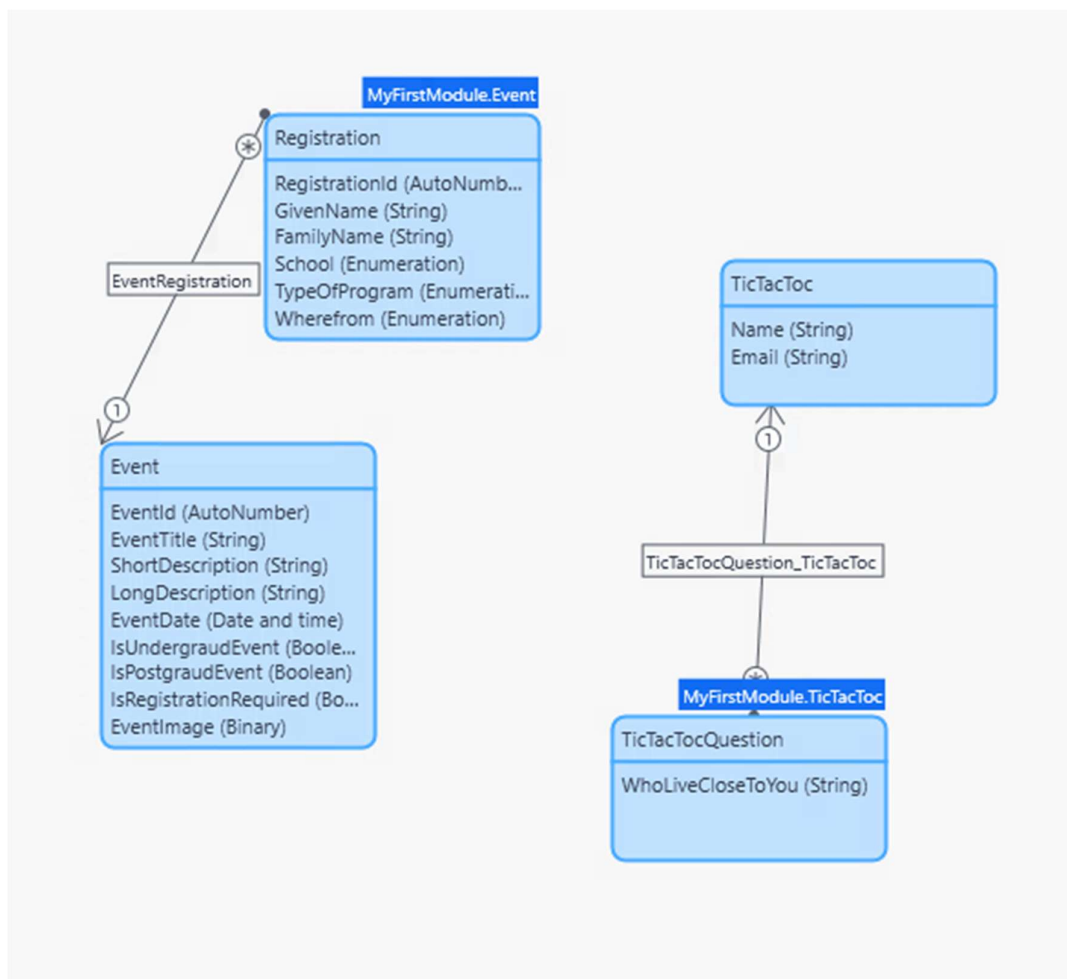 MyFirstModule.Event
Registration
RegistrationId (AutoNumb...
GivenName (String)
FamilyName (String)
School (Enumeration)
TypeOfProgram (Enumerati...
Wherefrom (Enumeration)
*
EventRegistration
1
Event
EventId (AutoNumber)
EventTitle (String)
ShortDescription (String)
LongDescription (String)
EventDate (Date and time)
IsUndergraudEvent (Boole...
IsPostgraudEvent (Boolean)
IsRegistrationRequired (Bo...
EventImage (Binary)
TicTacToc
Name (String)
Email (String)
1
TicTacTocQuestion_TicTacToc
*
MyFirstModule.TicTacToc
TicTacTocQuestion
WhoLiveCloseToYou (String)